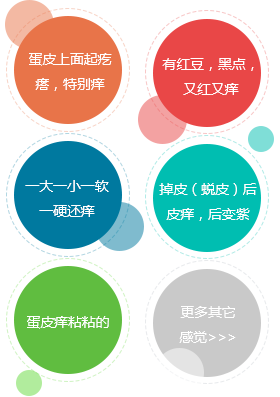 蛋皮上面起疙
瘩，特别痒
有红豆，黑点，
又红又痒
一大一小一软
一硬还痒
掉皮（蜕皮）后
皮痒，后变紫
蛋皮痒粘粘的
更多其它
感觉>>>